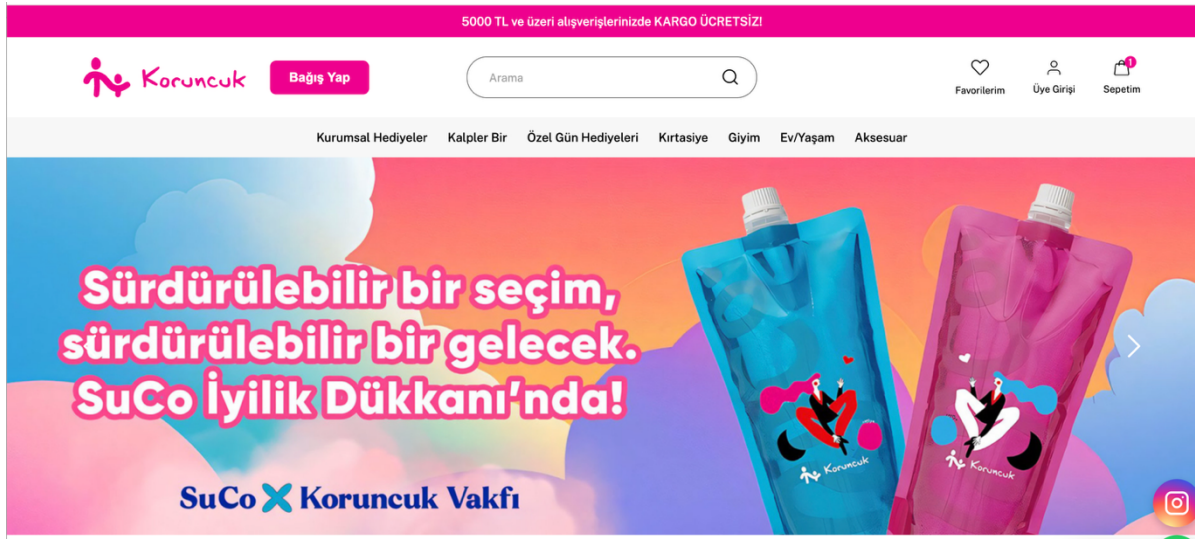 5000 TL ve üzeri alışverişlerinizde KARGO ÜCRETSİZ!
Koruncuk
Bağış Yap
Arama
Favorilerim
Üye Girişi
1
Sepetim
Kurumsal Hediyeler
Kalpler Bir
Özel Gün Hediyeleri
Kırtasiye
Giyim
Ev/Yaşam
Aksesuar
Sürdürülebilir bir seçim,
sürdürülebilir bir gelecek.
SuCo İyilik Dükkanı'nda!
SuCo X Koruncuk Vakfı
Koruncuk
Koruncuk